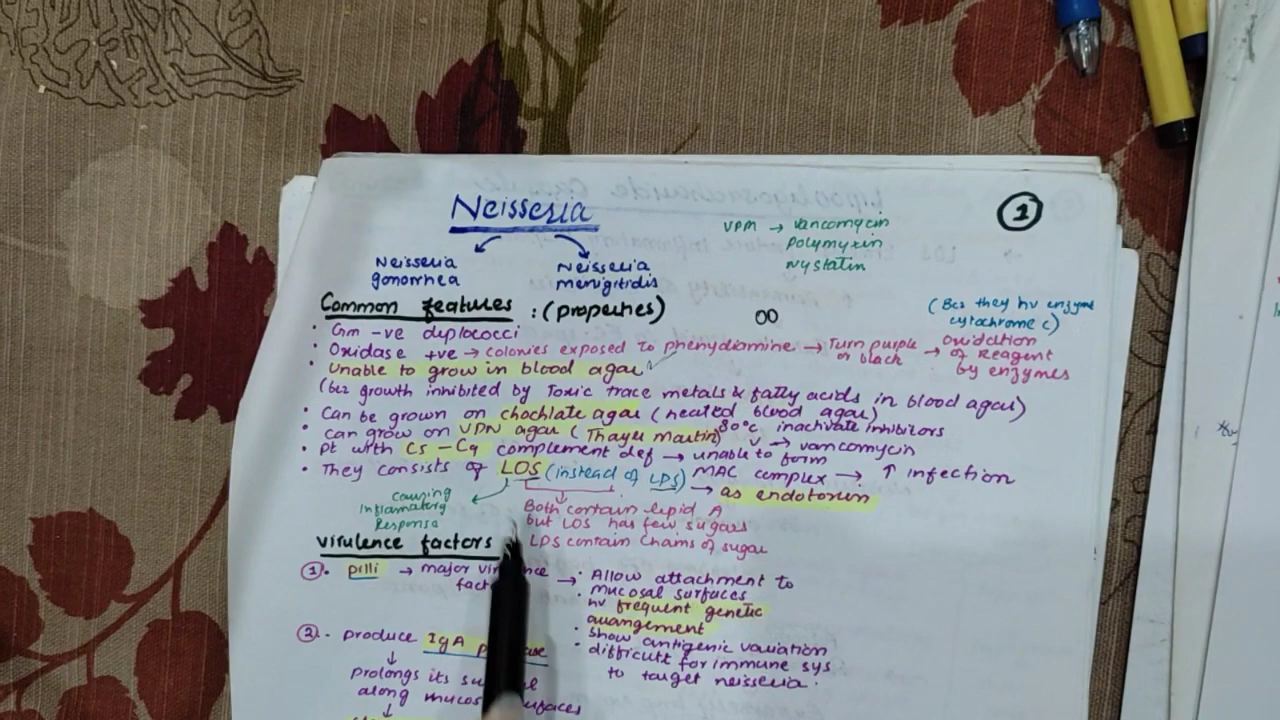 Neisseria
①
VPN → vancomycin
Polymyxin
Nystatin
Neisseria gonorrhea
Neisseria menigitidis
Common features : (properties)
(Bcz they hv enzyme cytochrome c)
• Gm -ve diplococci
• Oxidase +ve → colonies exposed to phenydiamine → Turn purple or black → oxidation of Reagent by enzymes
• Unable to grow in blood agar
(bcz growth inhibited by Toxic trace metals & fatty acids in blood agar)
• Can be grown on chochlate agar (heated blood agar)
80°C inactivate inhibitors
• can grow on VPN agar (Thayer Martin) V → vancomycin
• Pt with C5 - C9 complement def → unable to form MAC complex → ↑ infection
• They consists of LOS (instead of LPS) → as endotoxin
causing Inflamatory Response
Both contain lipid A
but LOS has few sugars
LPS contain chains of sugar
virulence factors
①. pilli → major factor → • Allow attachment to
• mucosal surfaces
hv frequent genetic
arrangement
• show antigenic variation
• difficult for immune sys
to target neisseria.
②. produce IgA
↓
prolongs its
along surfaces
↓